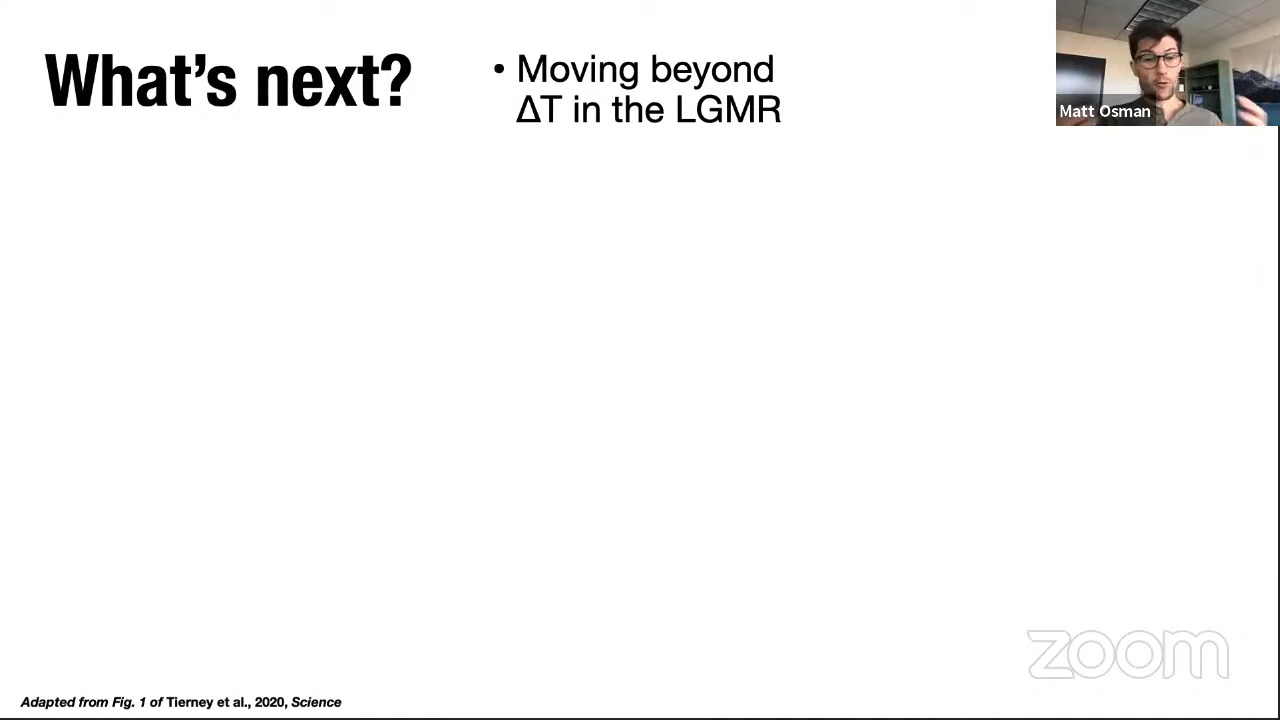 What's next?
• Moving beyond
ΔT in the LGMR
Matt Osman
zoom
Adapted from Fig. 1 of Tierney et al., 2020, Science